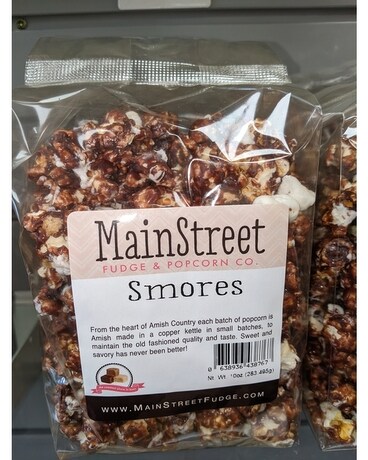 MainStreet
FUDGE & POPCORN CO.
Smores
From the heart of Amish Country each batch of popcorn is
Amish made in a copper kettle in small batches, to
maintain the old fashioned quality and taste. Sweet and
savory has never been better!
Nt. Wt. 10oz (283.495g)
WWW.MAINSTREETFUDGE.COM